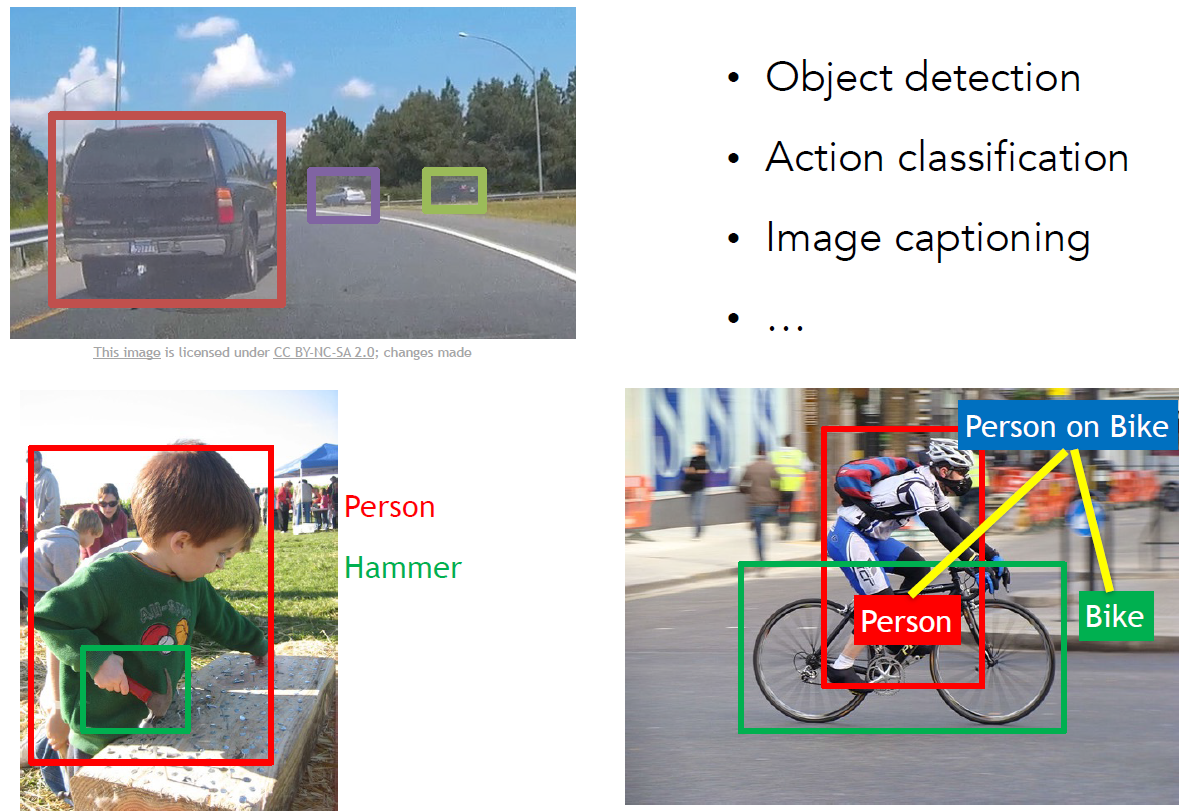 • Object detection
• Action classification
• Image captioning
• ...
This image is licensed under CC BY-NC-SA 2.0; changes made
Person
Hammer
Person on Bike
Person
Bike